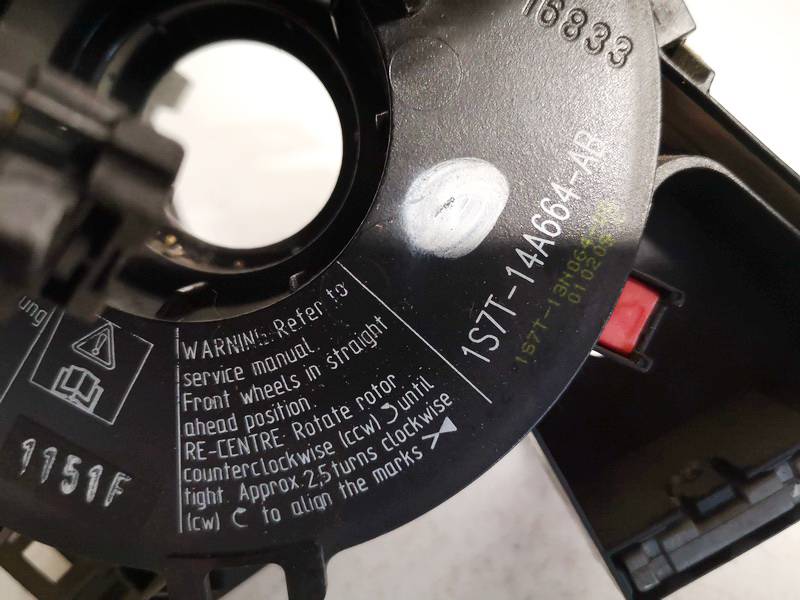 16833
1S7T-14A664-AB
ung
WARNING: Refer to
service manual.
Front wheels in straight
ahead position
RE-CENTRE: Rotate rotor
counterclockwise (ccw) until
tight. Approx 2,5 turns clockwise
(cw) to align the marks
1151F